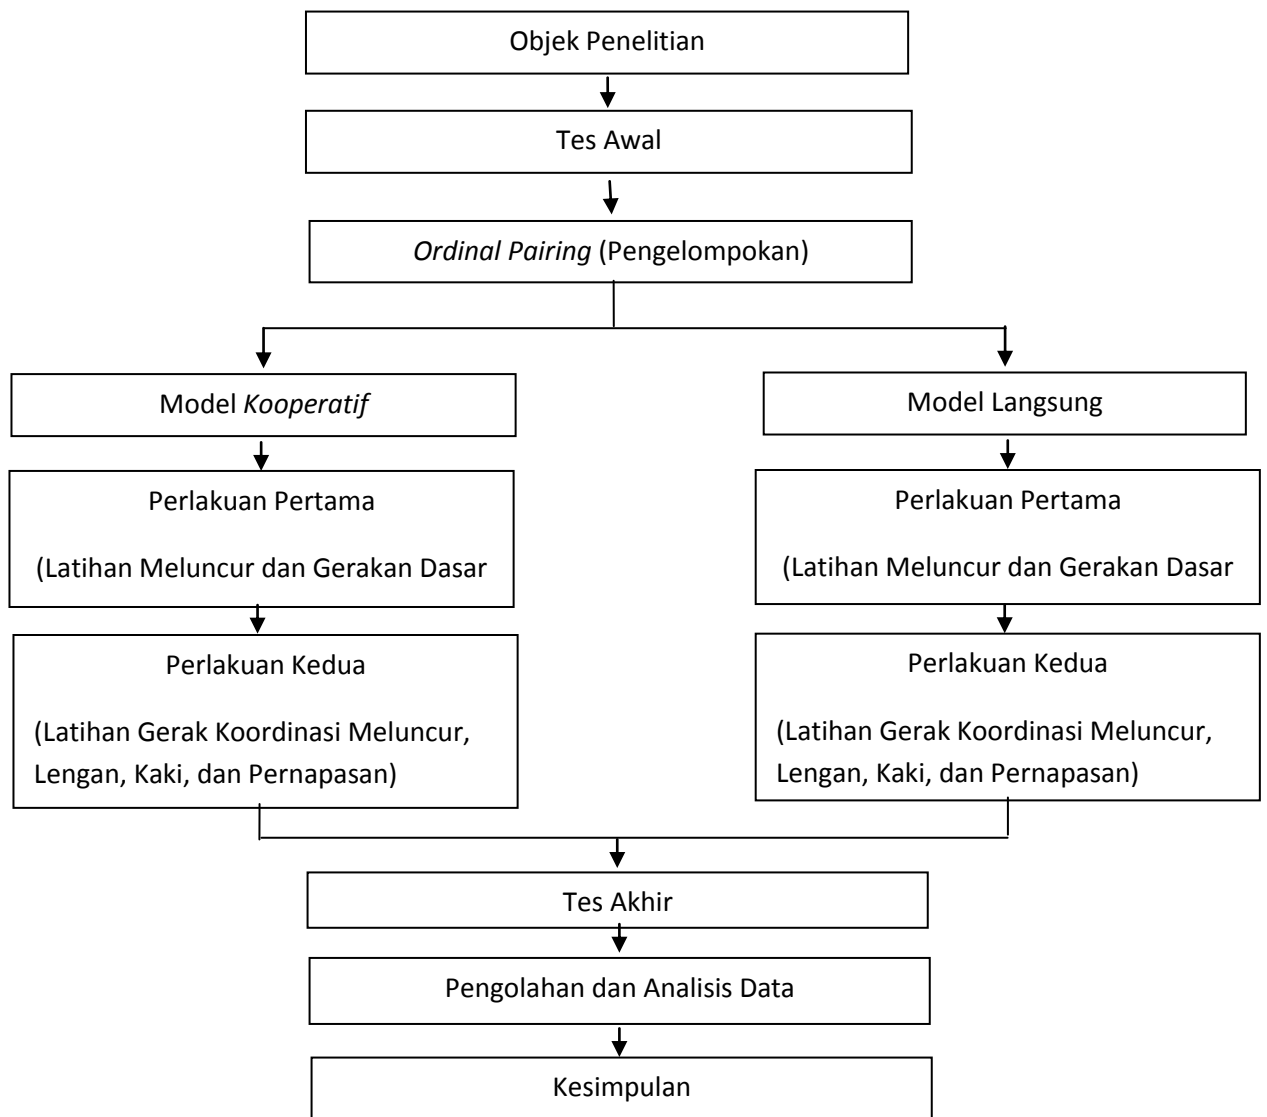 Objek Penelitian
Tes Awal
Ordinal Pairing (Pengelompokan)
Model Kooperatif
Model Langsung
Perlakuan Pertama
(Latihan Meluncur dan Gerakan Dasar
Perlakuan Pertama
(Latihan Meluncur dan Gerakan Dasar
Perlakuan Kedua
(Latihan Gerak Koordinasi Meluncur,
Lengan, Kaki, dan Pernapasan)
Perlakuan Kedua
(Latihan Gerak Koordinasi Meluncur,
Lengan, Kaki, dan Pernapasan)
Tes Akhir
Pengolahan dan Analisis Data
Kesimpulan